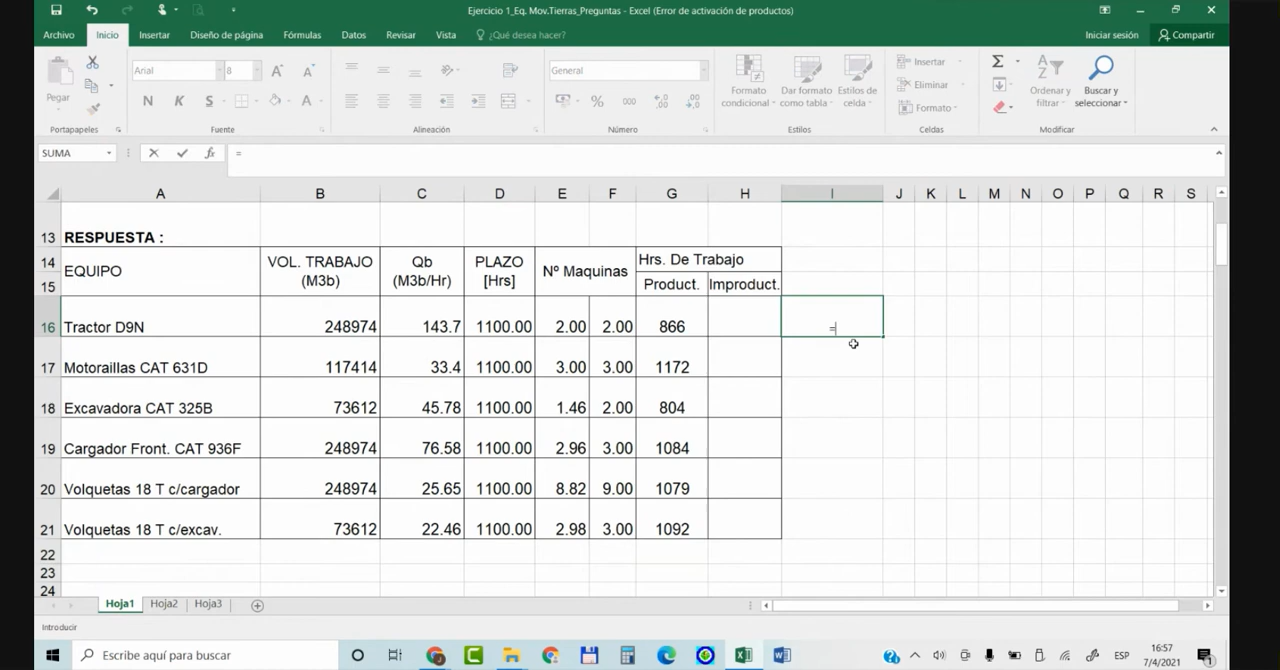 Ejercicio 1_Eq. Mov.Tierras_Preguntas - Excel (Error de activación de productos)
Archivo Inicio Insertar Diseño de página Fórmulas Datos Revisar Vista ¿Qué desea hacer? Iniciar sesión Compartir
Pegar
Arial 8
N K S
General
% 000
Formato condicional
Dar formato como tabla
Estilos de celda
Insertar
Eliminar
Formato
Ordenar y filtrar
Buscar y seleccionar
Portapapeles Fuente Alineación Número Estilos Celdas Modificar
SUMA fx =
A B C D E F G H I J K L M N O P Q R S
13 RESPUESTA :
14 EQUIPO VOL. TRABAJO (M3b) Qb (M3b/Hr) PLAZO [Hrs] Nº Maquinas Hrs. De Trabajo
15 Product. Improduct.
16 Tractor D9N 248974 143.7 1100.00 2.00 2.00 866 =
17 Motoraillas CAT 631D 117414 33.4 1100.00 3.00 3.00 1172
18 Excavadora CAT 325B 73612 45.78 1100.00 1.46 2.00 804
19 Cargador Front. CAT 936F 248974 76.58 1100.00 2.96 3.00 1084
20 Volquetas 18 T c/cargador 248974 25.65 1100.00 8.82 9.00 1079
21 Volquetas 18 T c/excav. 73612 22.46 1100.00 2.98 3.00 1092
22
23
24
Hoja1 Hoja2 Hoja3
Introducir
Escribe aquí para buscar
ESP
16:57
7/4/2021